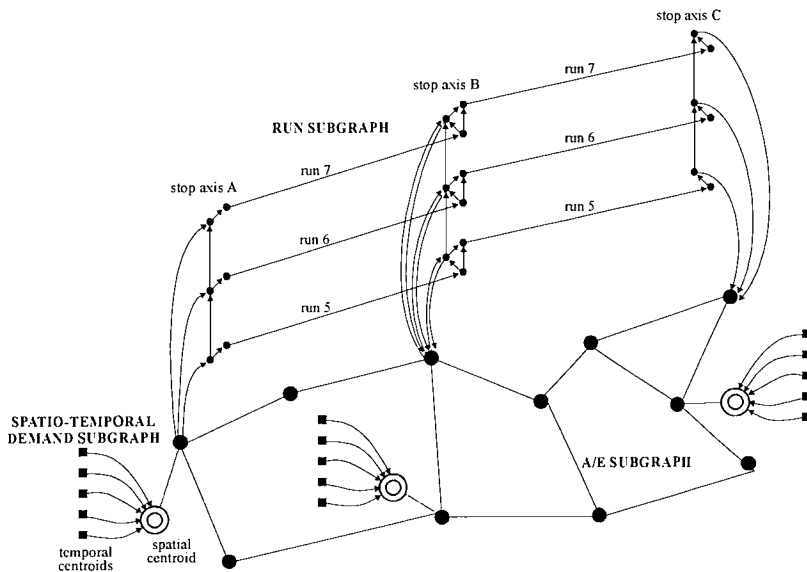 stop axis C
run 7
stop axis B
RUN SUBGRAPH
run 6
run 7
stop axis A
run 5
run 6
run 5
SPATIO-TEMPORAL
DEMAND SUBGRAPH
A/E SUBGRAPH
temporal
centroids
spatial
centroid